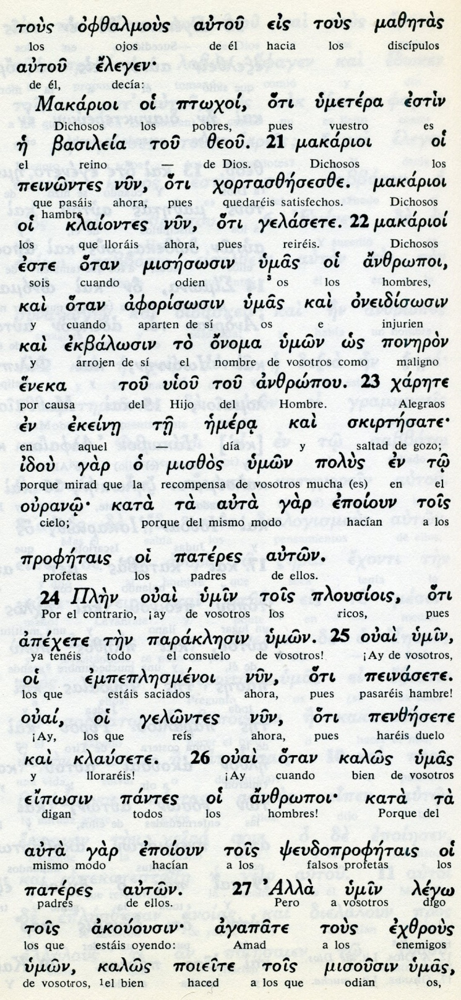 τοὺς ὀφθαλμοὺς αὐτοῦ εἰς τοὺς μαθητὰς
los ojos de él hacia los discípulos
αὐτοῦ ἔλεγεν·
de él, decía:
Μακάριοι οἱ πτωχοί, ὅτι ὑμετέρα ἐστὶν
Dichosos los pobres, pues vuestro es
ἡ βασιλεία τοῦ θεοῦ. 21 μακάριοι οἱ
el reino — de Dios. Dichosos los
πεινῶντες νῦν, ὅτι χορτασθήσεσθε. μακάριοι
que pasáis ahora, pues quedaréis satisfechos. Dichosos
hambre
οἱ κλαίοντες νῦν, ὅτι γελάσετε. 22 μακάριοί
los que lloráis ahora, pues reiréis. Dichosos
ἐστε ὅταν μισήσωσιν ὑμᾶς οἱ ἄνθρωποι,
sois cuando odien os los hombres,
καὶ ὅταν ἀφορίσωσιν ὑμᾶς καὶ ὀνειδίσωσιν
y cuando aparten de sí os e injurien
καὶ ἐκβάλωσιν τὸ ὄνομα ὑμῶν ὡς πονηρὸν
y arrojen de sí el nombre de vosotros como maligno
ἕνεκα τοῦ υἱοῦ τοῦ ἀνθρώπου. 23 χάρητε
por causa del Hijo del Hombre. Alegraos
ἐν ἐκείνῃ τῇ ἡμέρᾳ καὶ σκιρτήσατε·
en aquel — día y saltad de gozo;
ἰδοὺ γὰρ ὁ μισθὸς ὑμῶν πολὺς ἐν τῷ
porque mirad que la recompensa de vosotros mucha (es) en el
οὐρανῷ· κατὰ τὰ αὐτὰ γὰρ ἐποίουν τοῖς
cielo; porque del mismo modo hacían a los
προφήταις οἱ πατέρες αὐτῶν.
profetas los padres de ellos.
24 Πλὴν οὐαὶ ὑμῖν τοῖς πλουσίοις, ὅτι
Por el contrario, ¡ay de vosotros los ricos, pues
ἀπέχετε τὴν παράκλησιν ὑμῶν. 25 οὐαὶ ὑμῖν,
ya tenéis todo el consuelo de vosotros! ¡Ay de vosotros,
οἱ ἐμπεπλησμένοι νῦν, ὅτι πεινάσετε.
los que estáis saciados ahora, pues pasaréis hambre!
οὐαί, οἱ γελῶντες νῦν, ὅτι πενθήσετε
¡Ay, los que reís ahora, pues haréis duelo
καὶ κλαύσετε. 26 οὐαὶ ὅταν καλῶς ὑμᾶς
y lloraréis! ¡Ay cuando bien de vosotros
εἴπωσιν πάντες οἱ ἄνθρωποι· κατὰ τὰ
digan todos los hombres! Porque del
αὐτὰ γὰρ ἐποίουν τοῖς ψευδοπροφήταις οἱ
mismo modo hacían a los falsos profetas los
πατέρες αὐτῶν. 27 Ἀλλὰ ὑμῖν λέγω
padres de ellos. Pero a vosotros digo
τοῖς ἀκούουσιν· ἀγαπᾶτε τοὺς ἐχθροὺς
los que estáis oyendo: Amad a los enemigos
ὑμῶν, καλῶς ποιεῖτε τοῖς μισοῦσιν ὑμᾶς,
de vosotros, ¹el bien haced a los que odian os,